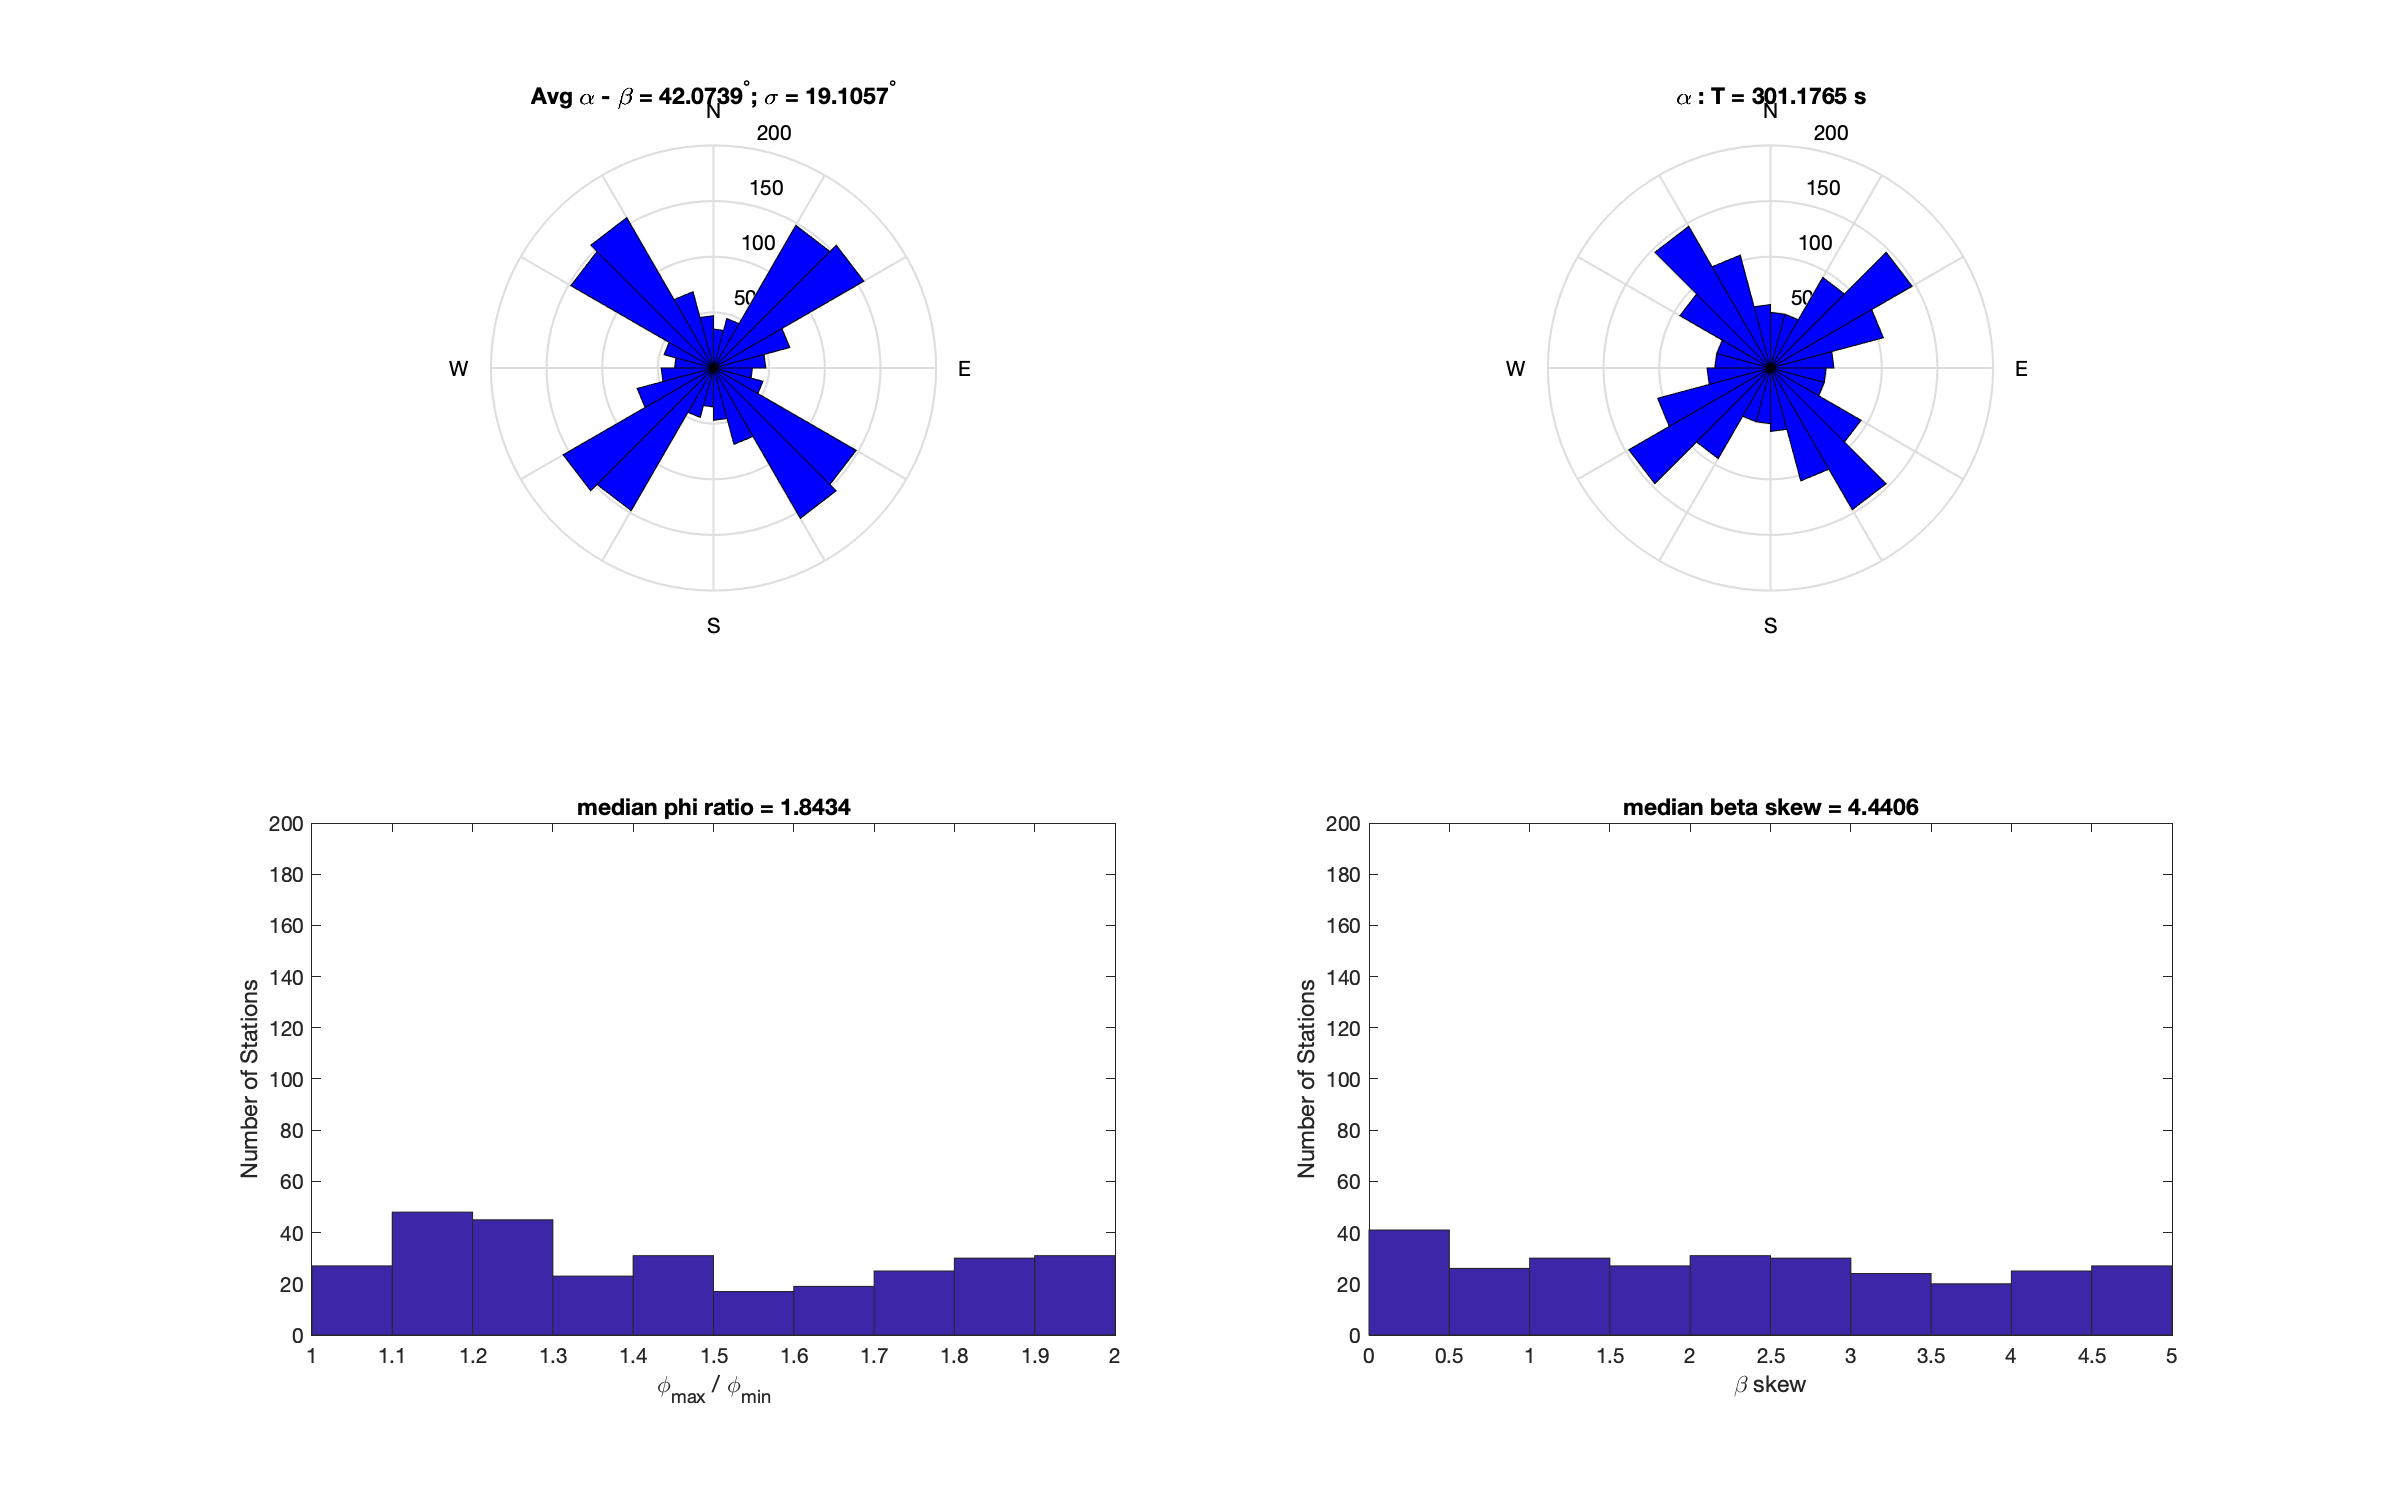 Avg α - β = 42.0739°; σ = 19.1057°
N
200
150
100
50
W
E
S
α : T = 301.1765 s
N
200
150
100
50
W
E
S
median phi ratio = 1.8434
200
180
160
140
120
100
80
60
40
20
0
Number of Stations
1 1.1 1.2 1.3 1.4 1.5 1.6 1.7 1.8 1.9 2
ϕmax / ϕmin
median beta skew = 4.4406
200
180
160
140
120
100
80
60
40
20
0
Number of Stations
0 0.5 1 1.5 2 2.5 3 3.5 4 4.5 5
β skew